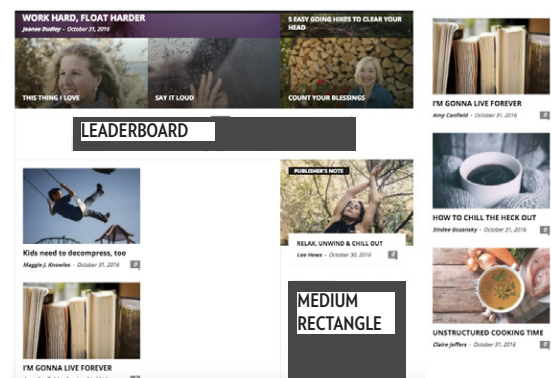 WORK HARD, FLOAT HARDER
Jeanee Dudley - October 31, 2016
5 EASY GOING HIKES TO CLEAR YOUR
HEAD
THIS THING I LOVE
SAY IT LOUD
COUNT YOUR BLESSINGS
LEADERBOARD
Kids need to decompress, too
Maggie J. Knowles - October 31, 2016
I'M GONNA LIVE FOREVER
PUBLISHER'S NOTE
RELAX, UNWIND & CHILL OUT
Lee Hews - October 30, 2016
MEDIUM
RECTANGLE
I'M GONNA LIVE FOREVER
Amy Canfield - October 31, 2016
HOW TO CHILL THE HECK OUT
Sindee Gozansky - October 31, 2016
UNSTRUCTURED COOKING TIME
Claire Jeffers - October 31, 2016